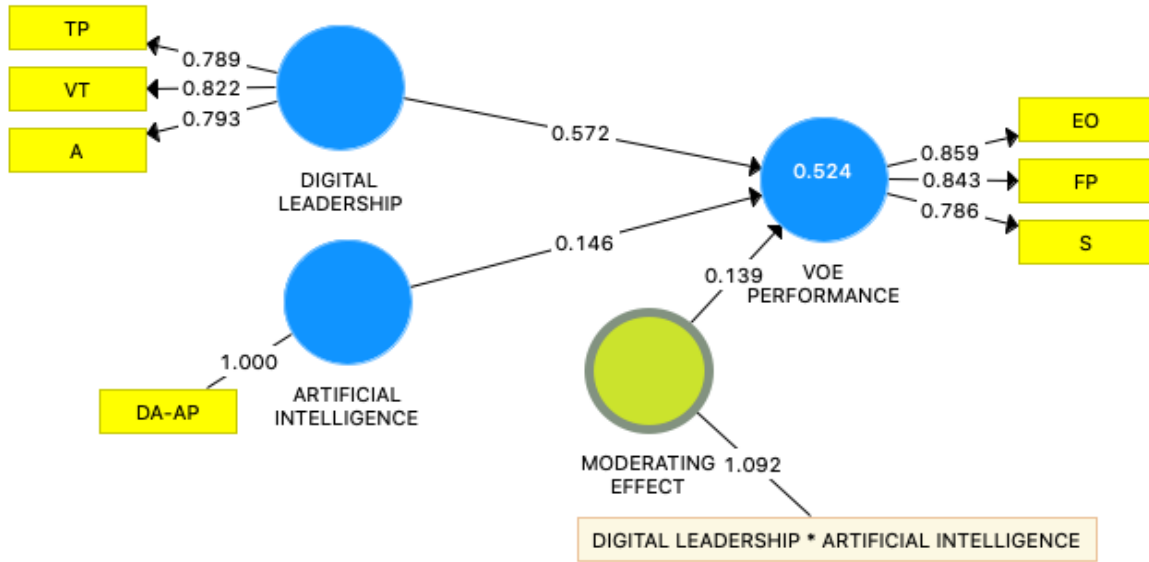 TP
0.789
VT
0.822
0.793
A
DIGITAL
LEADERSHIP
0.572
0.524
EO
0.859
FP
0.843
0.786
S
VOE
PERFORMANCE
0.146
0.139
1.000
DA-AP
ARTIFICIAL
INTELLIGENCE
MODERATING
EFFECT
1.092
DIGITAL LEADERSHIP * ARTIFICIAL INTELLIGENCE